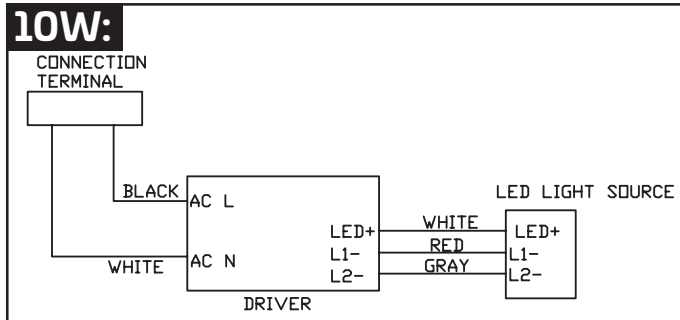 10W:
CONNECTION
TERMINAL
BLACK
AC L
WHITE
AC N
DRIVER
LED+
L1-
L2-
WHITE
RED
GRAY
LED LIGHT SOURCE
LED+
L1-
L2-